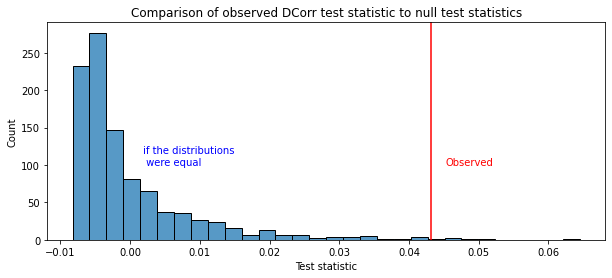 Comparison of observed DCorr test statistic to null test statistics
Count
250
200
150
100
50
0
if the distributions
were equal
Observed
-0.01
0.00
0.01
0.02
0.03
0.04
0.05
0.06
Test statistic